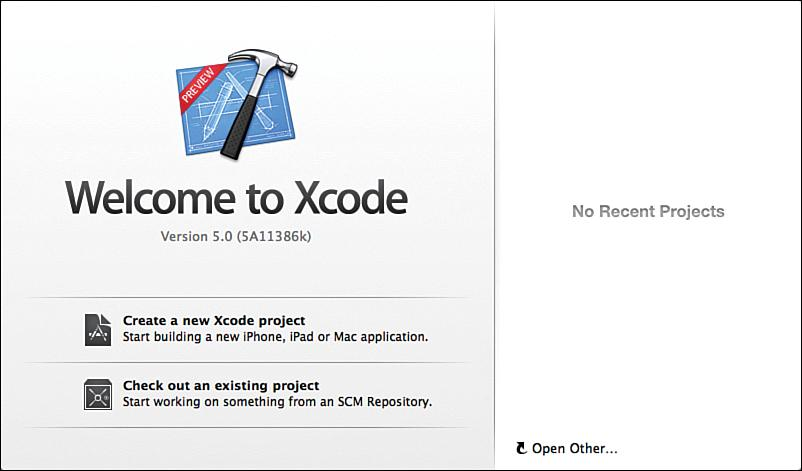 PREVIEW
Welcome to Xcode
Version 5.0 (5A11386k)
Create a new Xcode project
Start building a new iPhone, iPad or Mac application.
Check out an existing project
Start working on something from an SCM Repository.
No Recent Projects
Open Other...